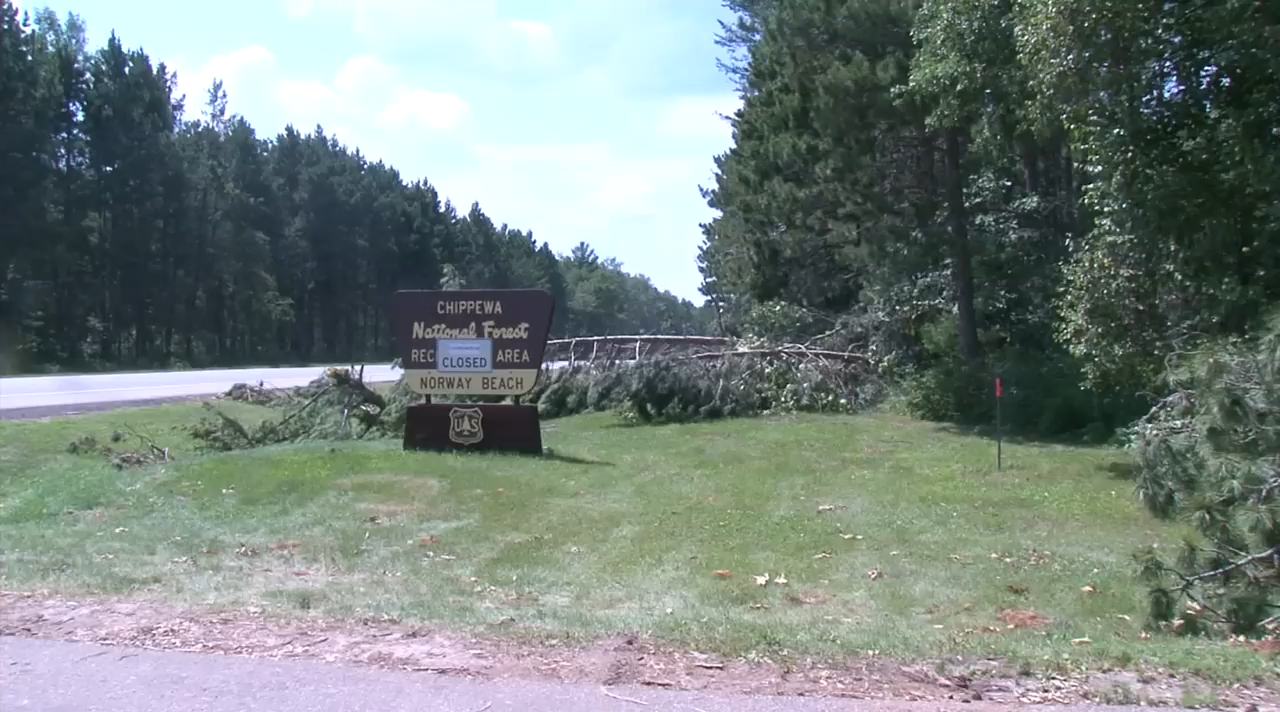 CHIPPEWA
National Forest
REC
CLOSED
AREA
NORWAY BEACH
U S